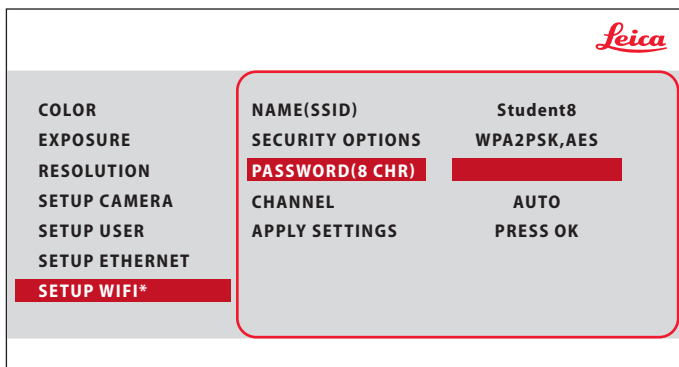 Leica
COLOR
EXPOSURE
RESOLUTION
SETUP CAMERA
SETUP USER
SETUP ETHERNET
SETUP WIFI*
NAME(SSID) Student8
SECURITY OPTIONS WPA2PSK,AES
PASSWORD(8 CHR)
CHANNEL AUTO
APPLY SETTINGS PRESS OK